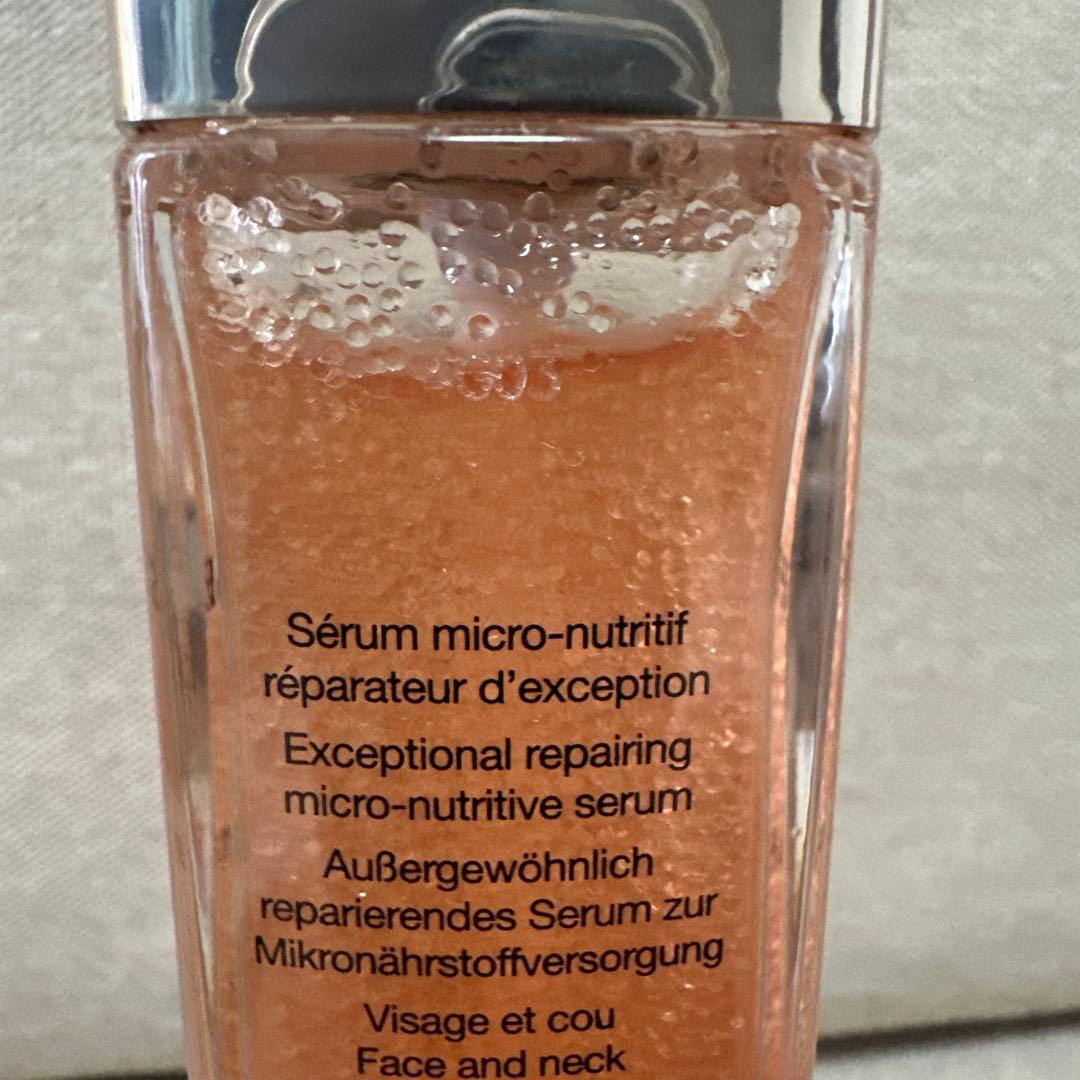 Sérum micro-nutritif
réparateur d'exception
Exceptional repairing
micro-nutritive serum
Außergewöhnlich
reparierendes Serum zur
Mikronährstoffversorgung
Visage et cou
Face and neck